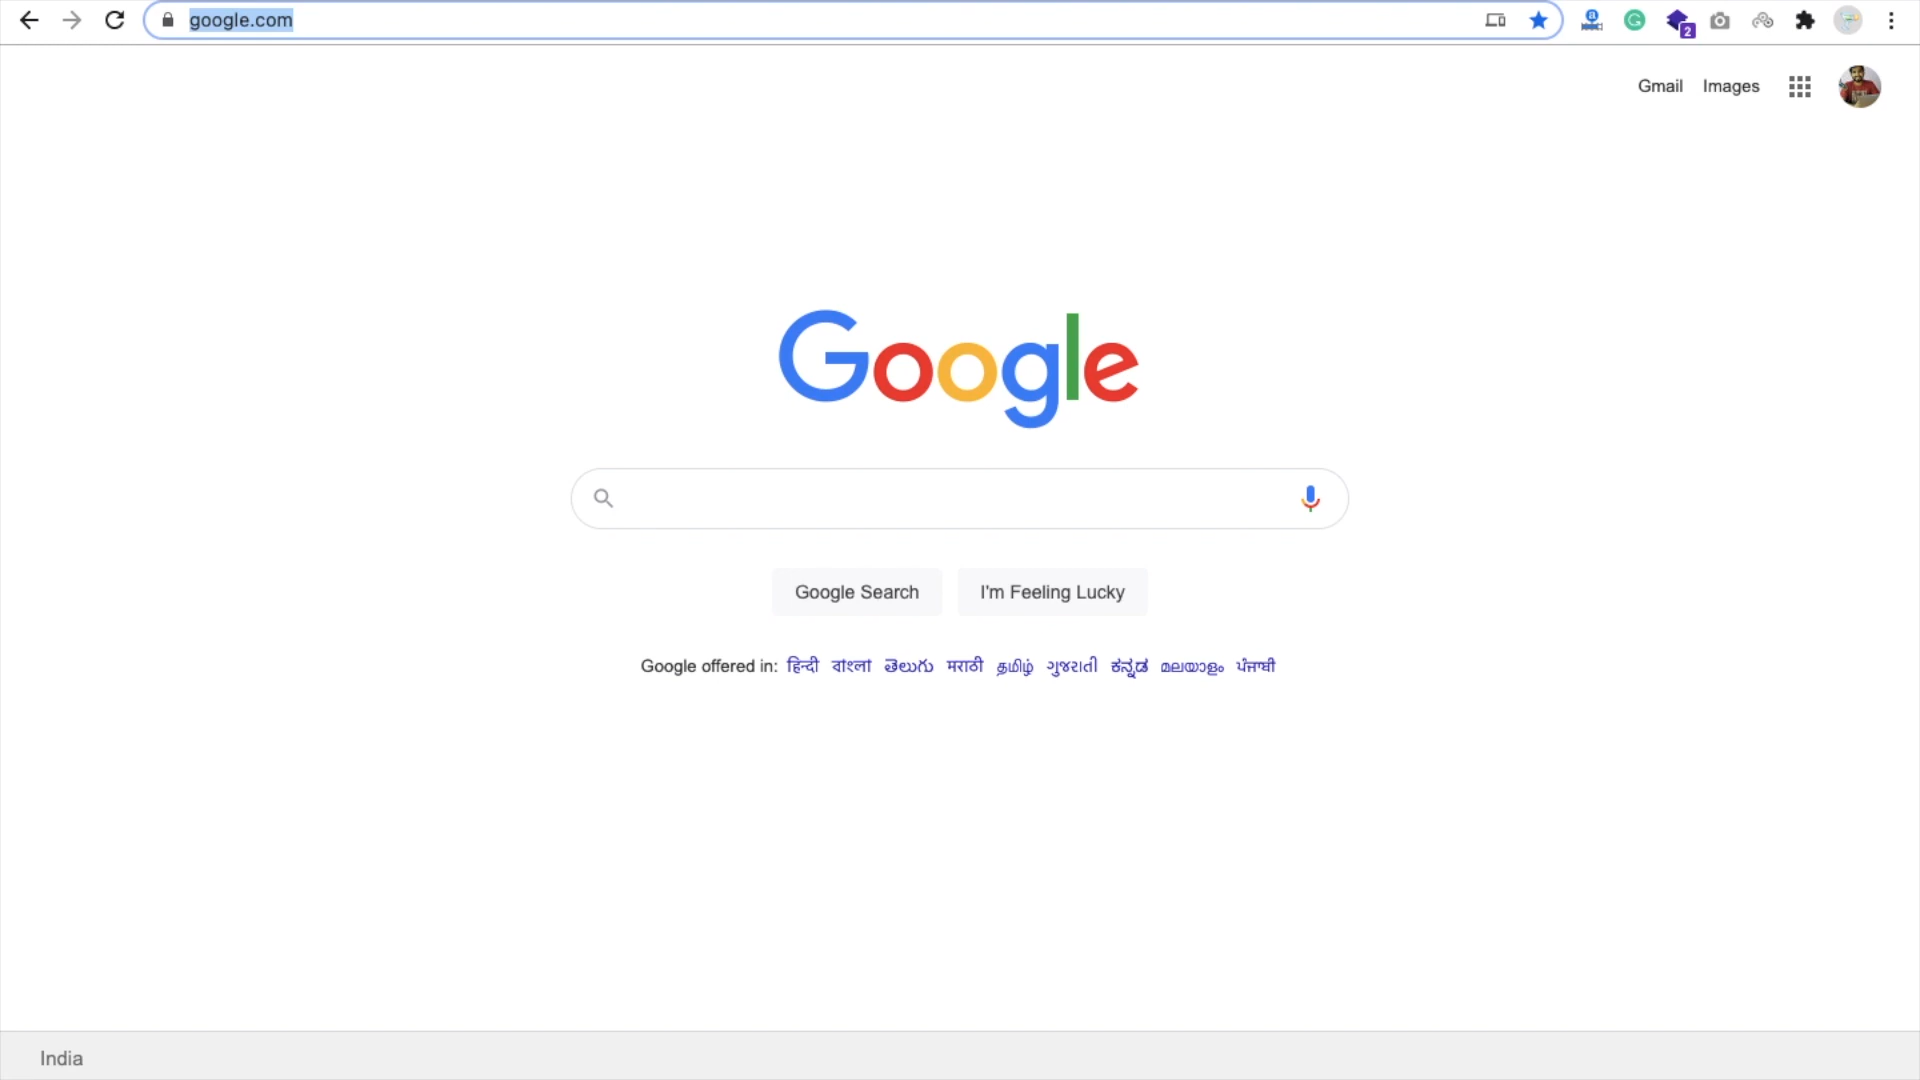 google.com
2
Gmail Images
Google
Google Search I'm Feeling Lucky
Google offered in: हिन्दी বাংলা తెలుగు मराठी தமிழ் ગુજરાતી ಕನ್ನಡ മലയാളം ਪੰਜਾਬੀ
India